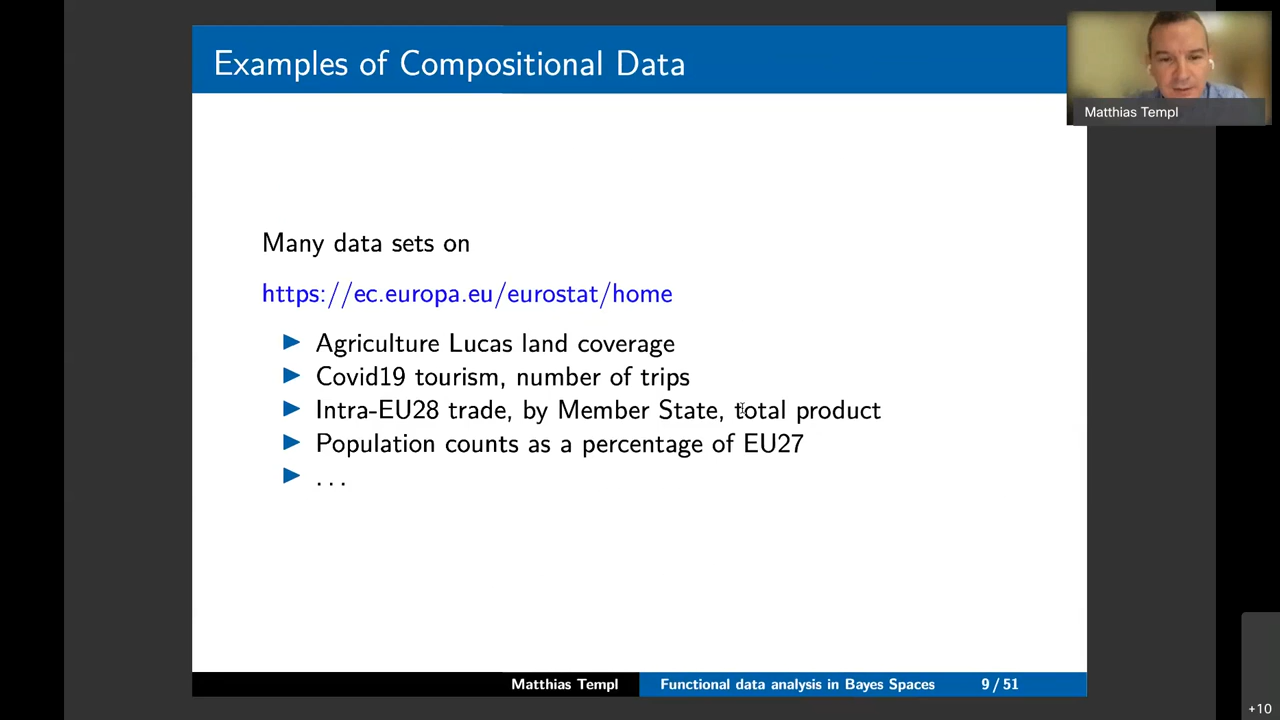 Examples of Compositional Data
Matthias Templ
Many data sets on
https://ec.europa.eu/eurostat/home
▶ Agriculture Lucas land coverage
▶ Covid19 tourism, number of trips
▶ Intra-EU28 trade, by Member State, total product
▶ Population counts as a percentage of EU27
▶ . . .
Matthias Templ Functional data analysis in Bayes Spaces 9 / 51
+10